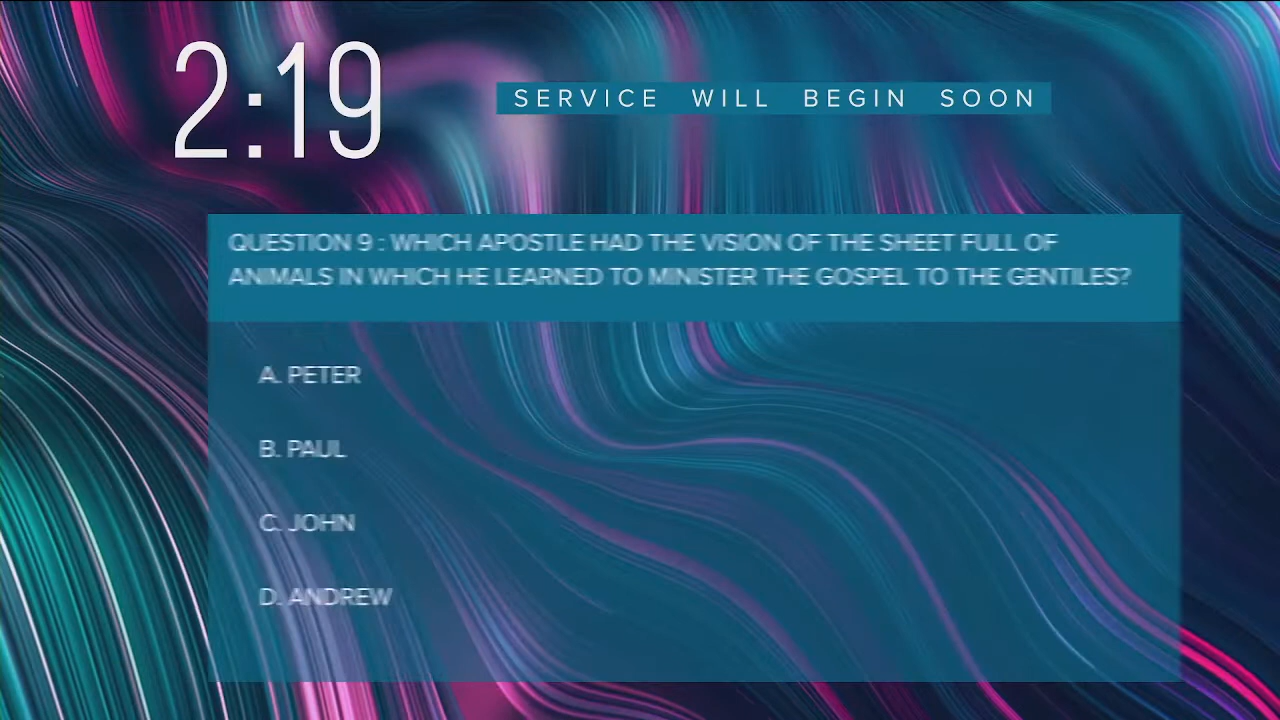 2:19
SERVICE WILL BEGIN SOON
QUESTION 9 : WHICH APOSTLE HAD THE VISION OF THE SHEET FULL OF
ANIMALS IN WHICH HE LEARNED TO MINISTER THE GOSPEL TO THE GENTILES?
A. PETER
B. PAUL
C. JOHN
D. ANDREW